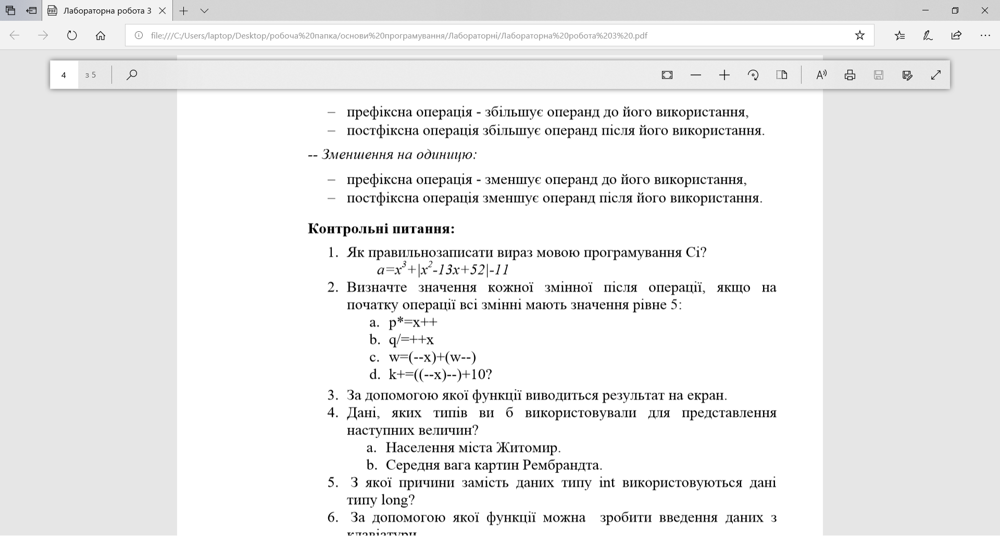 Лабораторна робота 3
file:///C:/Users/laptop/Desktop/робоча%20папка/основи%20програмування/Лабораторні/Лабораторна%20робота%203%20.pdf
4 з 5
– префіксна операція - збільшує операнд до його використання,
– постфіксна операція збільшує операнд після його використання.
-- Зменшення на одиницю:
– префіксна операція - зменшує операнд до його використання,
– постфіксна операція зменшує операнд після його використання.
Контрольні питання:
1. Як правильнозаписати вираз мовою програмування Сі?
a=x³+|x²-13x+52|-11
2. Визначте значення кожної змінної після операції, якщо на
початку операції всі змінні мають значення рівне 5:
a. p*=x++
b. q/=++x
c. w=(--x)+(w--)
d. k+=((--x)--)+10?
3. За допомогою якої функції виводиться результат на екран.
4. Дані, яких типів ви б використовували для представлення
наступних величин?
a. Населення міста Житомир.
b. Середня вага картин Рембрандта.
5. З якої причини замість даних типу int використовуються дані
типу long?
6. За допомогою якої функції можна зробити введення даних з
клавіатури.